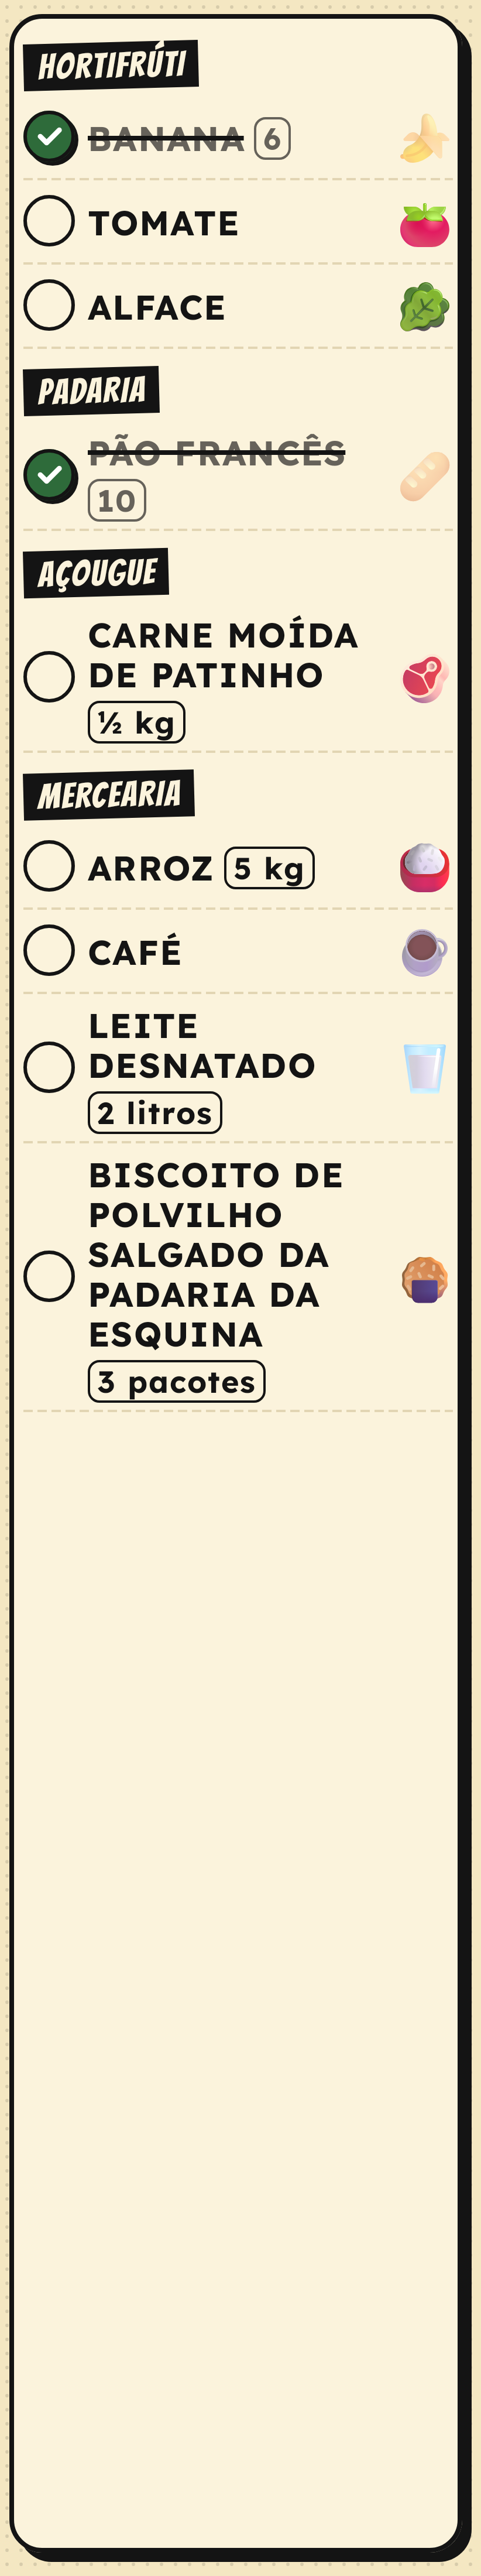 HORTIFRÚTI
BANANA 6
TOMATE
ALFACE
PADARIA
PÃO FRANCÊS
10
AÇOUGUE
CARNE MOÍDA
DE PATINHO
½ kg
MERCEARIA
ARROZ 5 kg
CAFÉ
LEITE
DESNATADO
2 litros
BISCOITO DE
POLVILHO
SALGADO DA
PADARIA DA
ESQUINA
3 pacotes